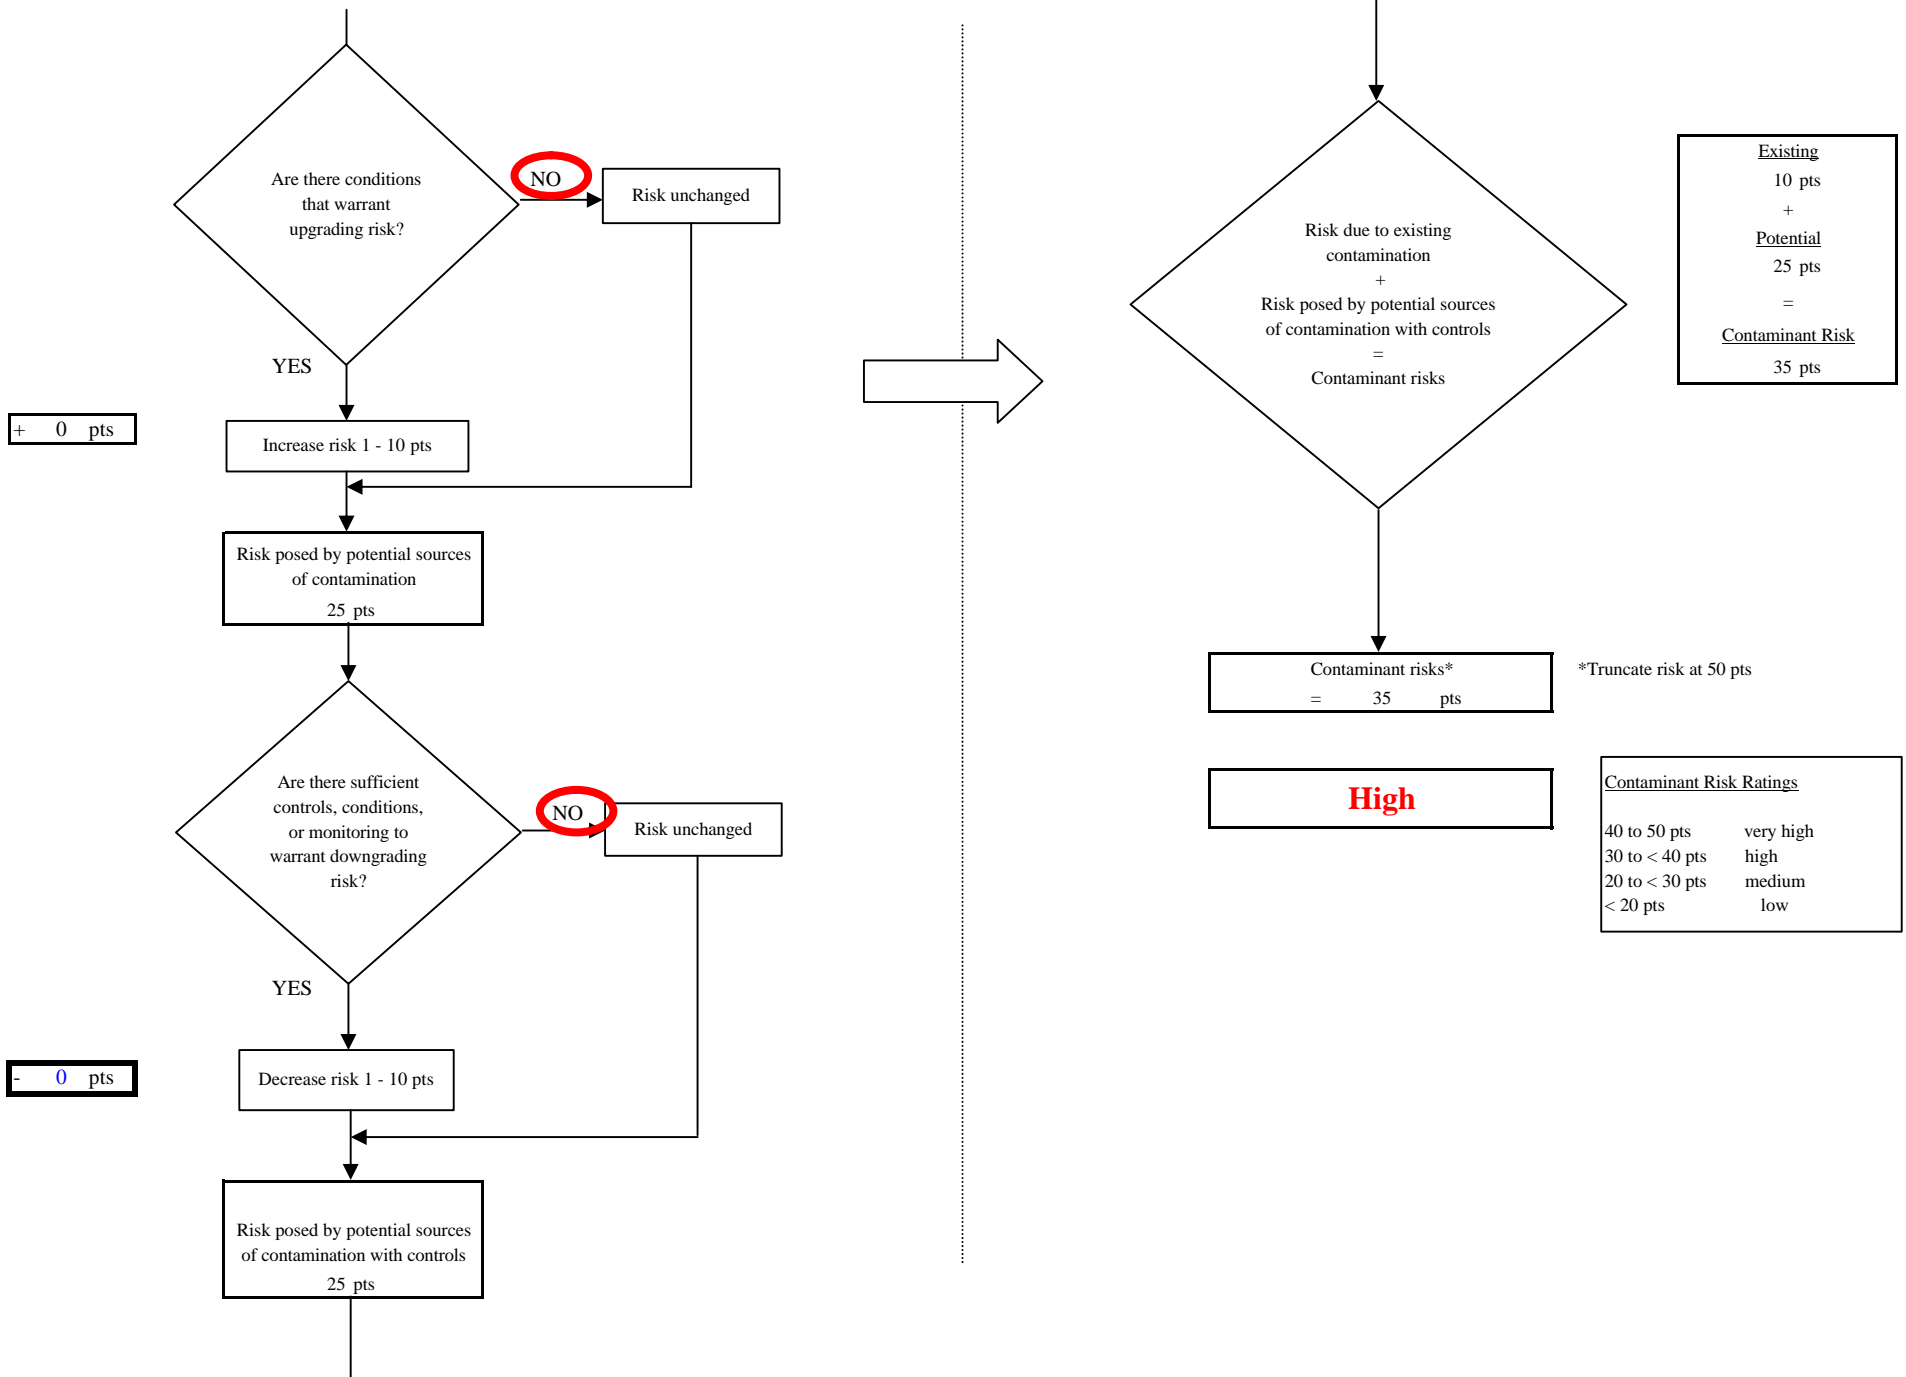 Are there conditions
that warrant
upgrading risk?
NO
Risk unchanged
YES
+ 0 pts
Increase risk 1 - 10 pts
Risk posed by potential sources
of contamination
25 pts
Are there sufficient
controls, conditions,
or monitoring to
warrant downgrading
risk?
NO
Risk unchanged
YES
- 0 pts
Decrease risk 1 - 10 pts
Risk posed by potential sources
of contamination with controls
25 pts
Risk due to existing
contamination
+
Risk posed by potential sources
of contamination with controls
=
Contaminant risks
Existing
10 pts
+
Potential
25 pts
=
Contaminant Risk
35 pts
Contaminant risks*
= 35 pts
*Truncate risk at 50 pts
High
Contaminant Risk Ratings
40 to 50 pts very high
30 to < 40 pts high
20 to < 30 pts medium
< 20 pts low